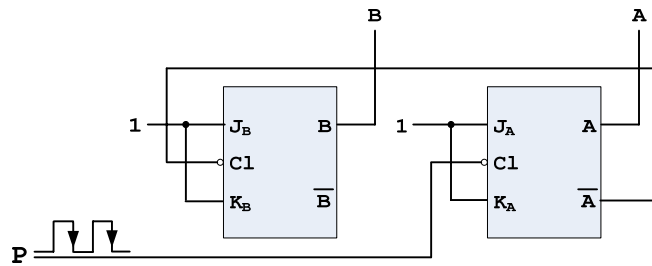 B A
1 J_B B 1 J_A A
Cl Cl
K_B B̅ K_A A̅
P